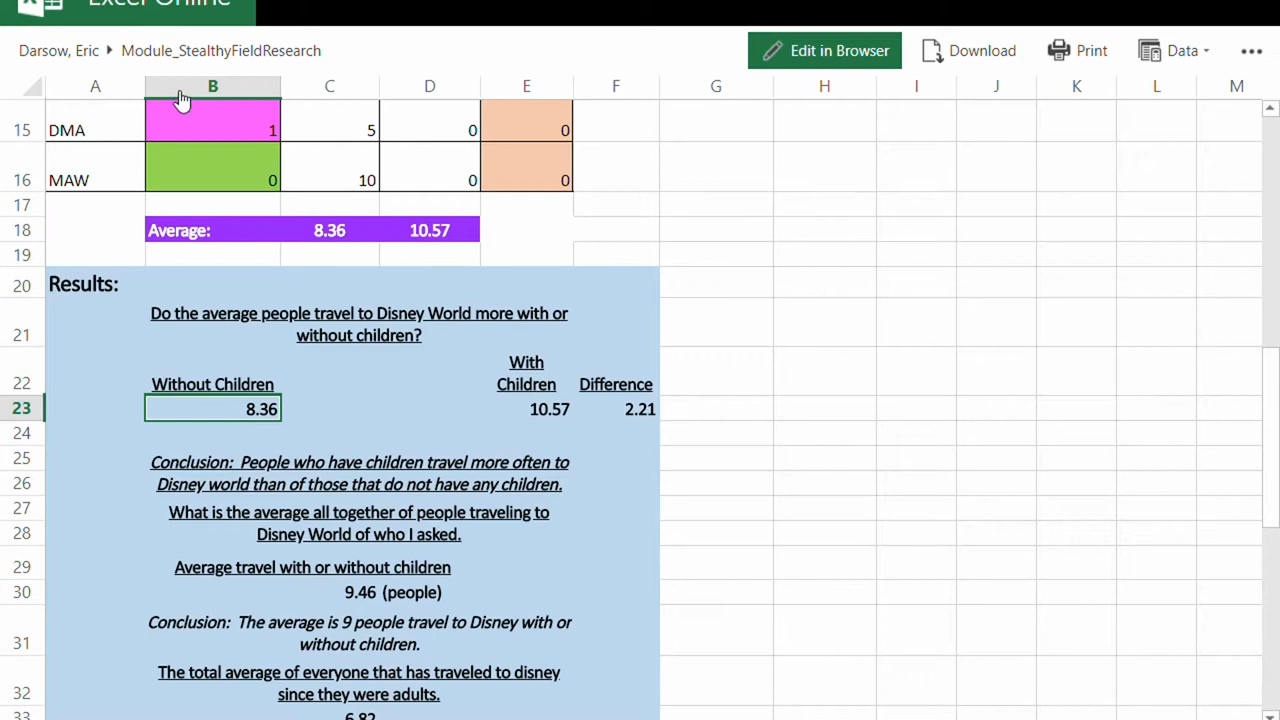 Excel Online
Darsow, Eric Module_StealthyFieldResearch Edit in Browser Download Print Data
A B C D E F G H I J K L M
15 DMA 1 5 0 0
16 MAW 0 10 0 0
17
18 Average: 8.36 10.57
19
20 Results:
21 Do the average people travel to Disney World more with or
without children?
22 Without Children With
Children Difference
23 8.36 10.57 2.21
24
25 Conclusion: People who have children travel more often to
26 Disney world than of those that do not have any children.
27 What is the average all together of people traveling to
28 Disney World of who I asked.
29 Average travel with or without children
30 9.46 (people)
31 Conclusion: The average is 9 people travel to Disney with or
without children.
32 The total average of everyone that has traveled to disney
since they were adults.
33 6.82